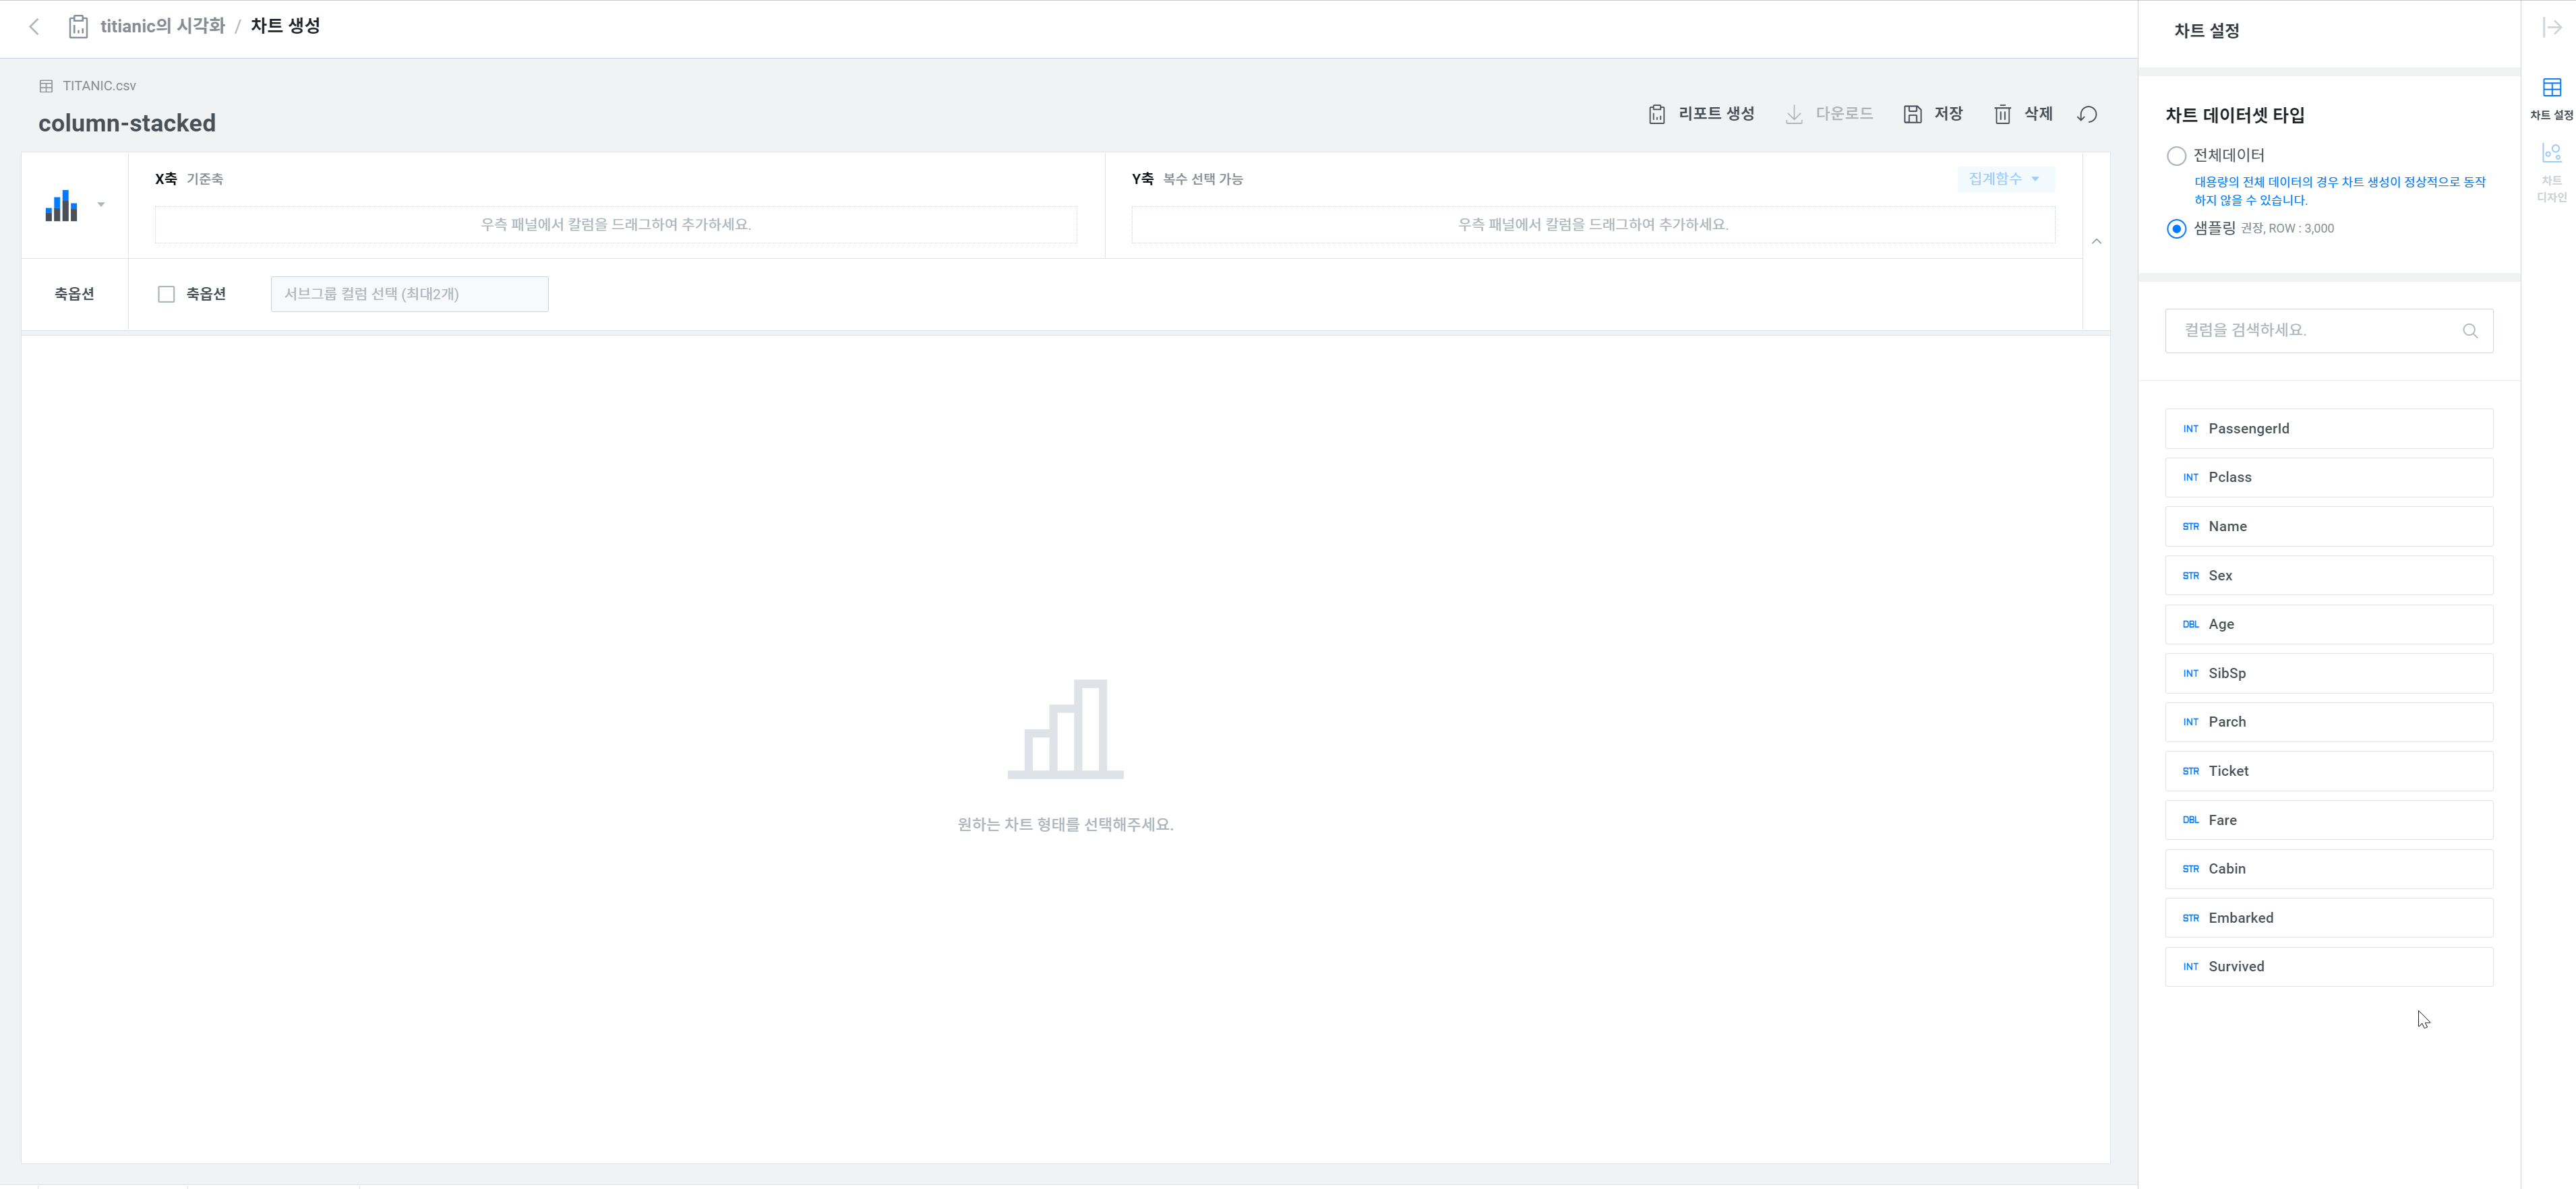 titianic의 시각화 / 차트 생성
TITANIC.csv
column-stacked
리포트 생성
다운로드
저장
삭제
X축 기준축
우측 패널에서 칼럼을 드래그하여 추가하세요.
Y축 복수 선택 가능
집계함수
우측 패널에서 칼럼을 드래그하여 추가하세요.
축옵션
축옵션
서브그룹 컬럼 선택 (최대2개)
원하는 차트 형태를 선택해주세요.
차트 설정
차트 데이터셋 타입
전체데이터
대용량의 전체 데이터의 경우 차트 생성이 정상적으로 동작
하지 않을 수 있습니다.
샘플링 권장, ROW : 3,000
컬럼을 검색하세요.
INT PassengerId
INT Pclass
STR Name
STR Sex
DBL Age
INT SibSp
INT Parch
STR Ticket
DBL Fare
STR Cabin
STR Embarked
INT Survived
차트 설정
차트
디자인